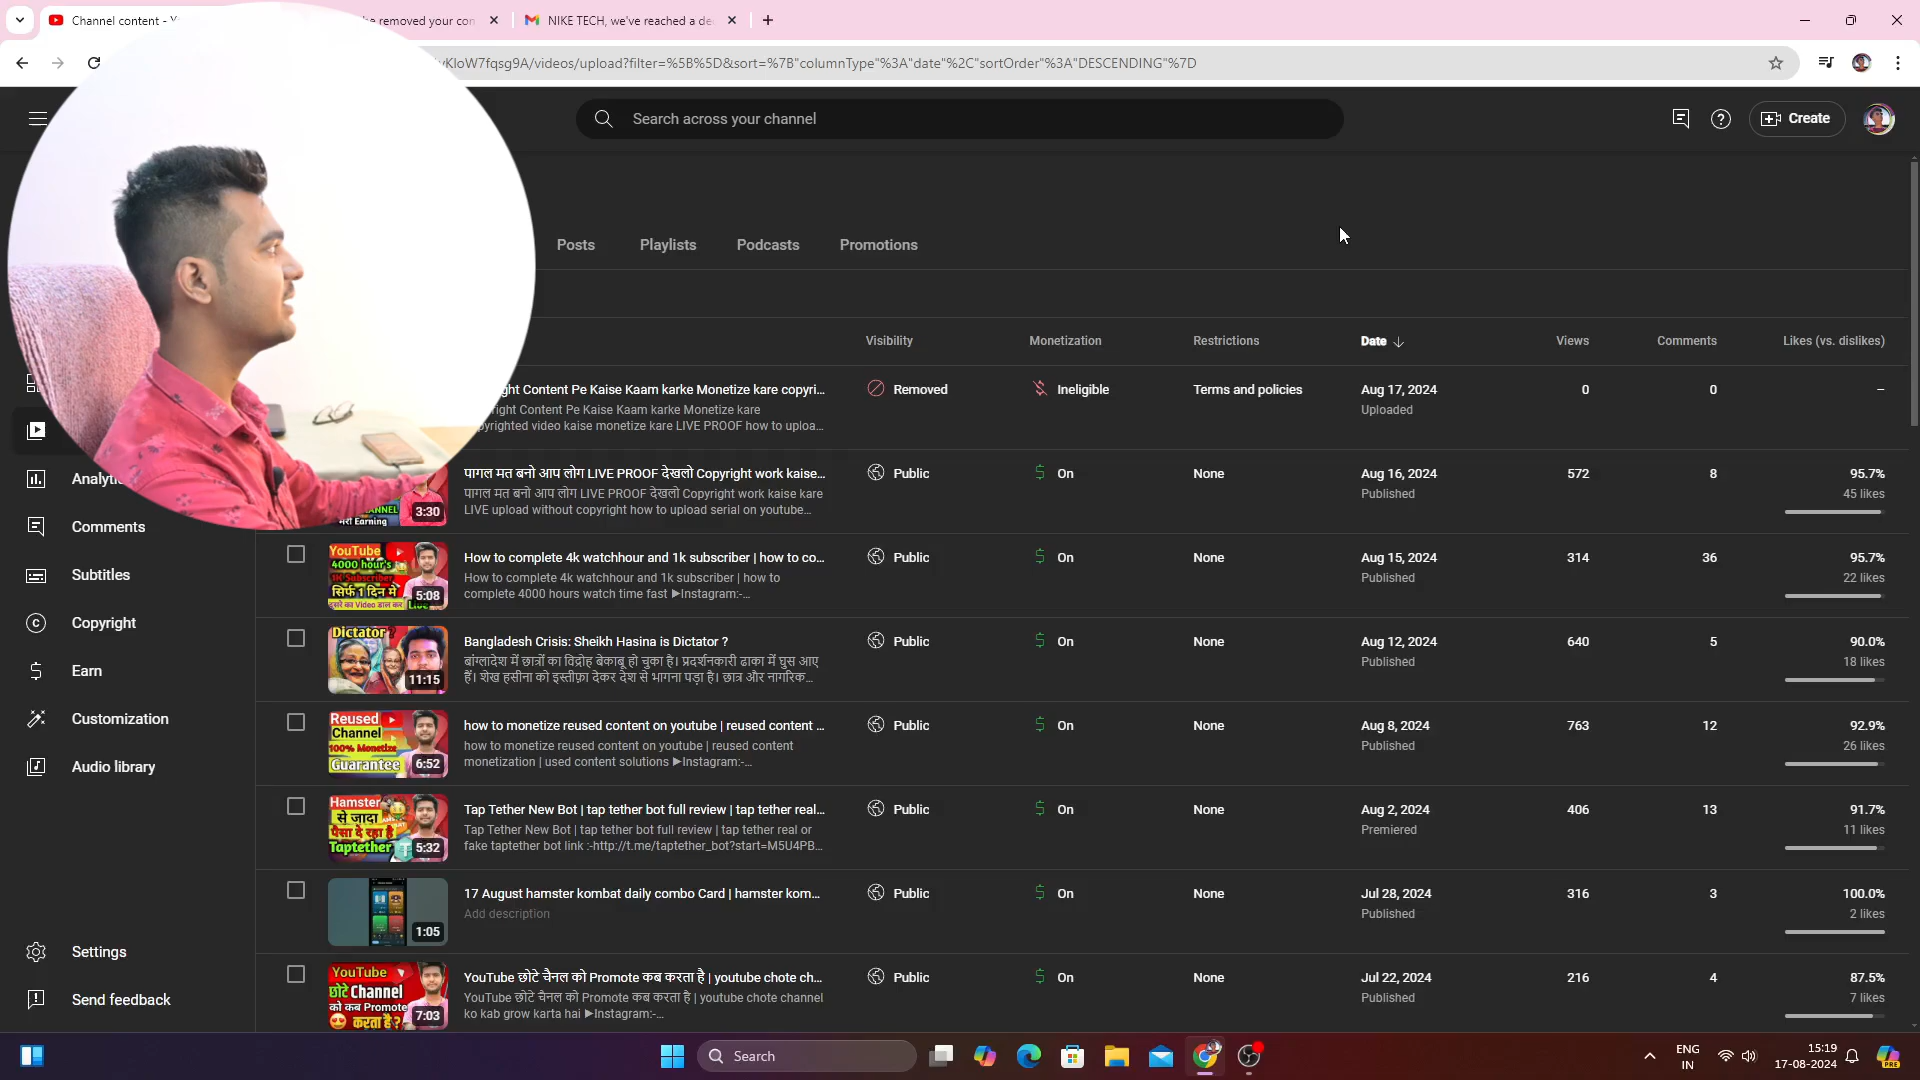 Channel content - Y
be removed your con
NIKE TECH, we've reached a de
KloW7fqsg9A/videos/upload?filter=%5B%5D&sort=%7B"columnType"%3A"date"%2C"sortOrder"%3A"DESCENDING"%7D
Search across your channel
Create
Posts Playlists Podcasts Promotions
Visibility Monetization Restrictions Date Views Comments Likes (vs. dislikes)
ght Content Pe Kaise Kaam karke Monetize kare copyri... Removed Ineligible Terms and policies Aug 17, 2024 0 0 –
right Content Pe Kaise Kaam karke Monetize kare Uploaded
pyrighted video kaise monetize kare LIVE PROOF how to uploa...
पागल मत बनो आप लोग LIVE PROOF देखलो Copyright work kaise... Public On None Aug 16, 2024 572 8 95.7%
पागल मत बनो आप लोग LIVE PROOF देखलो Copyright work kaise kare Published 45 likes
LIVE upload without copyright how to upload serial on youtube...
ANNEL 3:30
मेरा Earning
How to complete 4k watchhour and 1k subscriber | how to co... Public On None Aug 15, 2024 314 36 95.7%
How to complete 4k watchhour and 1k subscriber | how to Published 22 likes
complete 4000 hours watch time fast ▶Instagram:-...
YouTube
4000 hour's
1K Subscriber
सिर्फ 1 दिन मे 5:08
दूसरे का Video डाल कर Live
Bangladesh Crisis: Sheikh Hasina is Dictator ? Public On None Aug 12, 2024 640 5 90.0%
बांग्लादेश में छात्रों का विद्रोह बेकाबू हो चुका है। प्रदर्शनकारी ढाका में घुस आए Published 18 likes
हैं। शेख हसीना को इस्तीफ़ा देकर देश से भागना पड़ा है। छात्र और नागरिक...
Dictator ?
11:15
how to monetize reused content on youtube | reused content ... Public On None Aug 8, 2024 763 12 92.9%
how to monetize reused content on youtube | reused content Published 26 likes
monetization | used content solutions ▶Instagram:-...
Reused
Channel
100% Monetize
Guarantee 6:52
Tap Tether New Bot | tap tether bot full review | tap tether real... Public On None Aug 2, 2024 406 13 91.7%
Tap Tether New Bot | tap tether bot full review | tap tether real or Premiered 11 likes
fake taptether bot link :-http://t.me/taptether_bot?start=M5U4PB...
Hamster
से जादा
पैसा दे रहा है
Taptether 5:32
17 August hamster kombat daily combo Card | hamster kom... Public On None Jul 28, 2024 316 3 100.0%
Add description Published 2 likes
1:05
YouTube छोटे चैनल को Promote कब करता है | youtube chote ch... Public On None Jul 22, 2024 216 4 87.5%
YouTube छोटे चैनल को Promote कब करता है | youtube chote channel Published 7 likes
ko kab grow karta hai ▶Instagram:-...
YouTube
छोटे Channel
को कब Promote
करता है ? 7:03
Analytic
Comments
Subtitles
Copyright
Earn
Customization
Audio library
Settings
Send feedback
Search
ENG
IN
15:19
17-08-2024
PRE